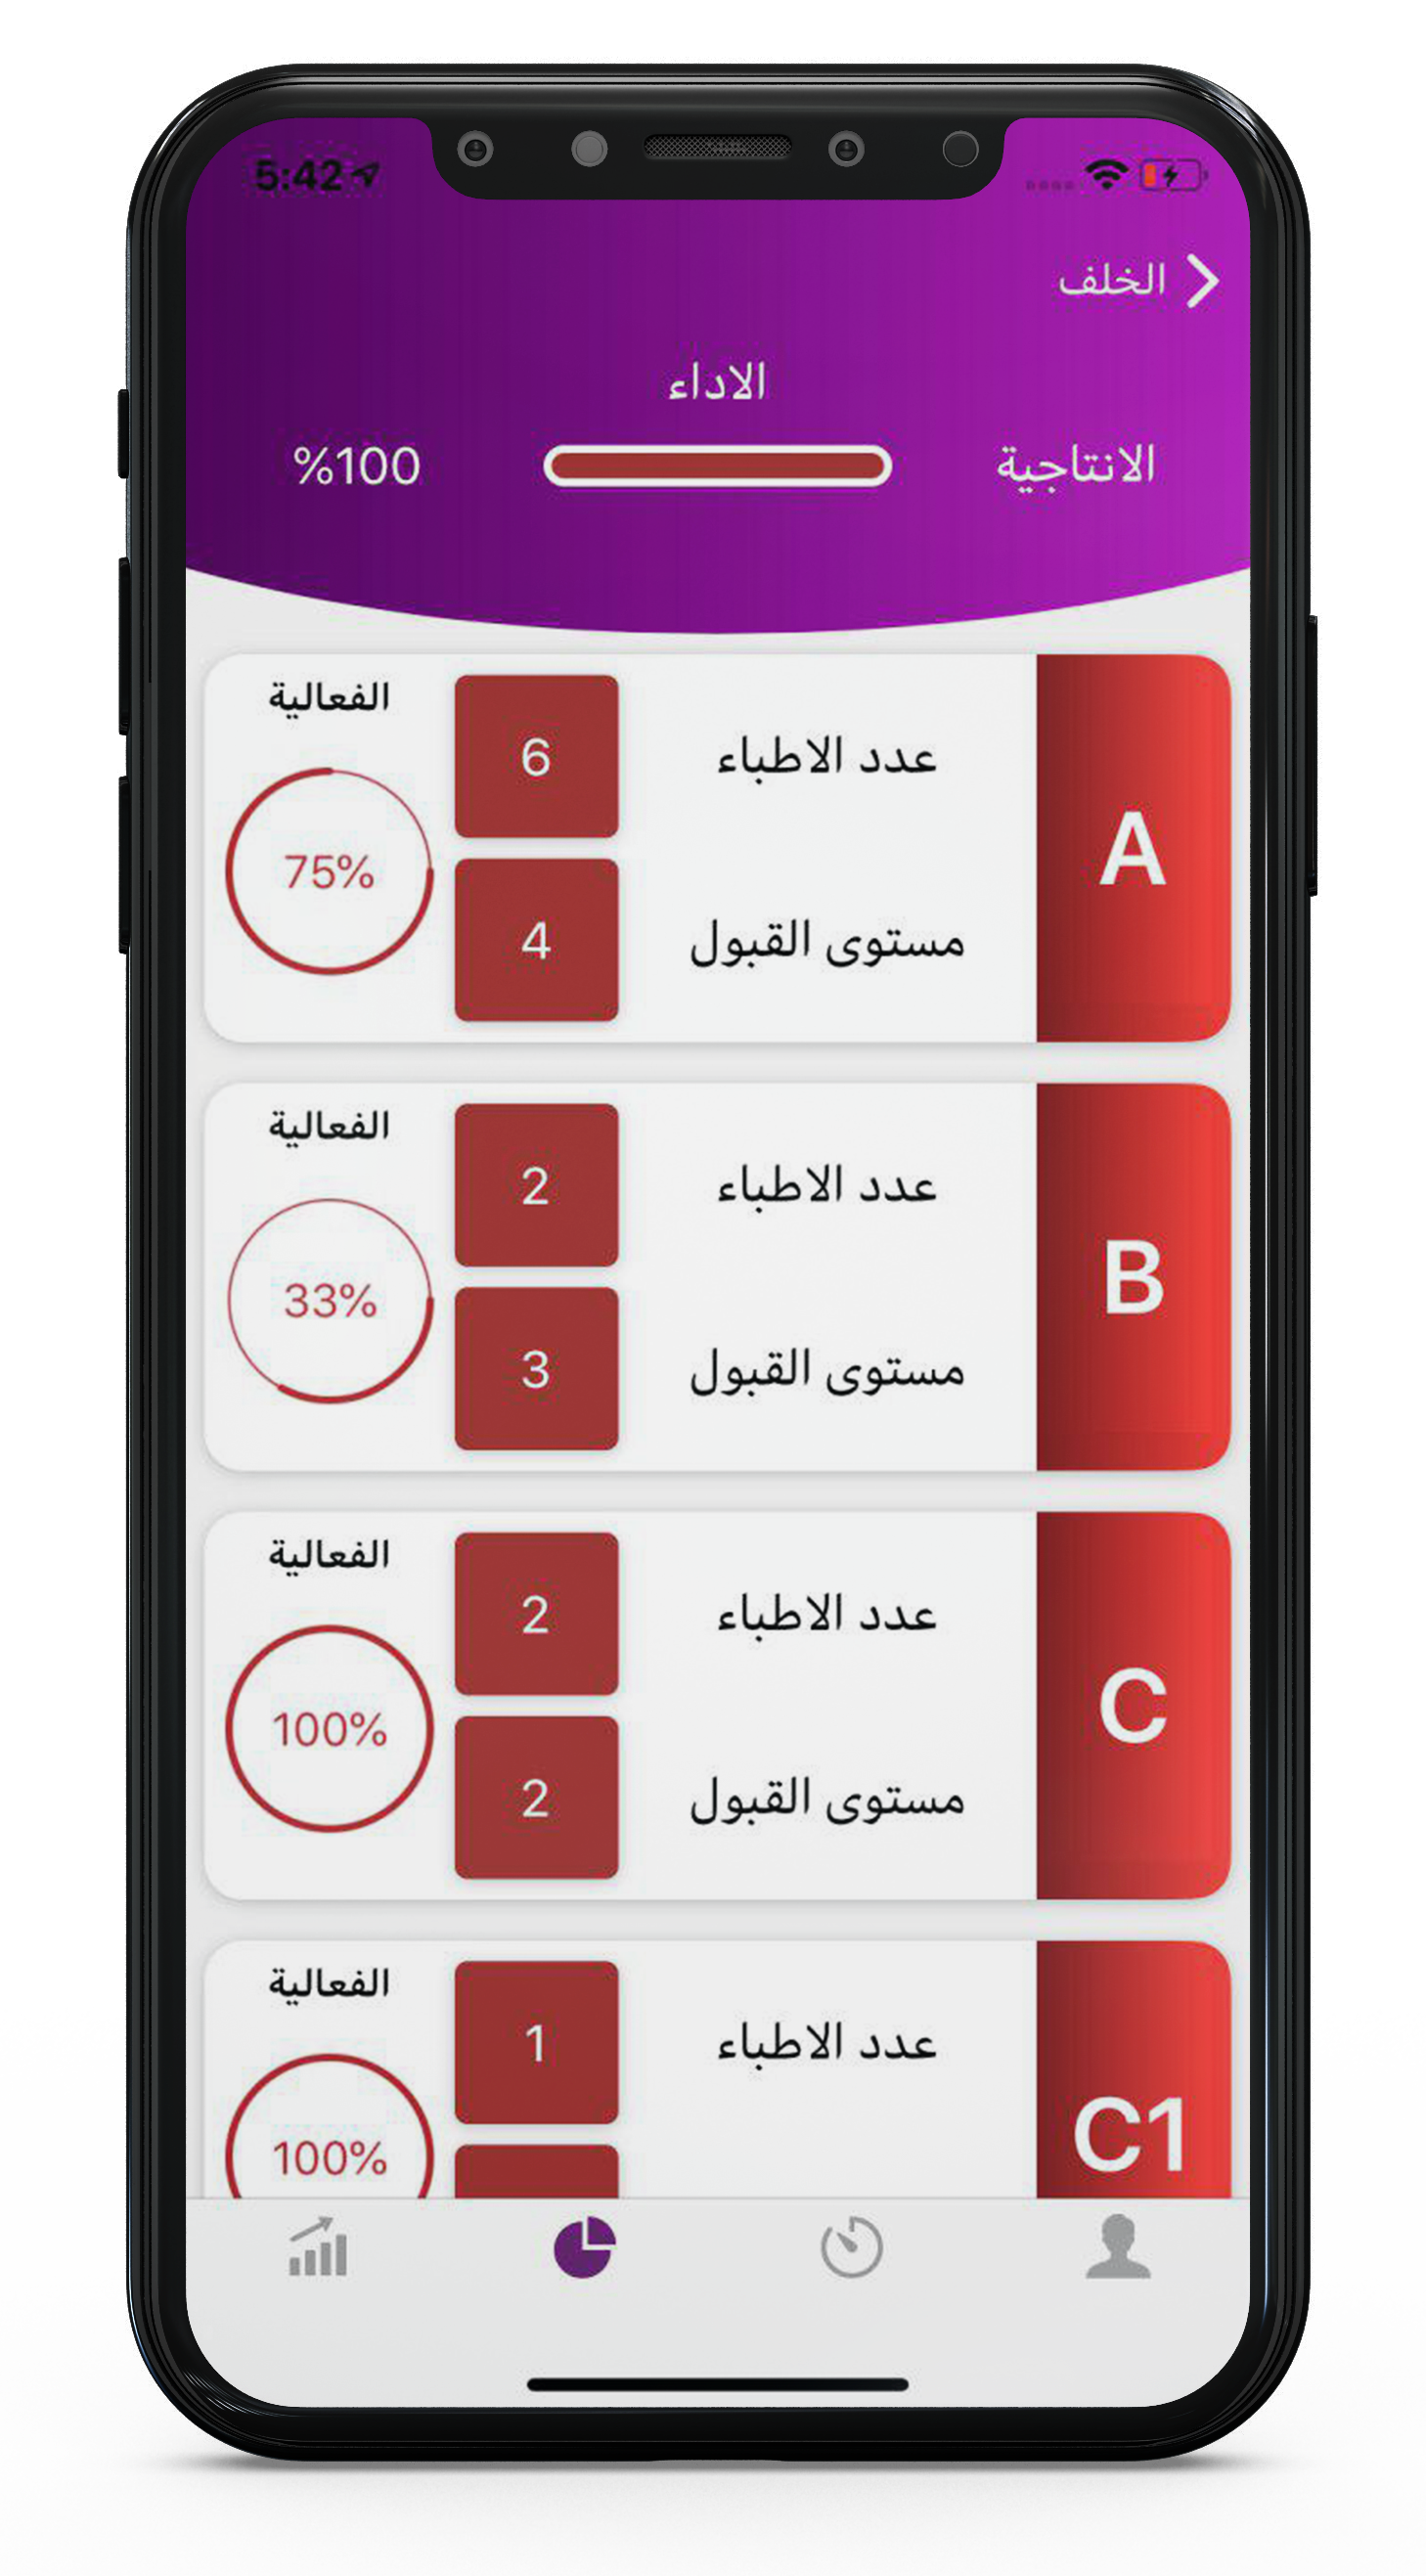 5:42
الخلف
الاداء
الانتاجية %100
A
عدد الاطباء 6
مستوى القبول 4
الفعالية
75%
B
عدد الاطباء 2
مستوى القبول 3
الفعالية
33%
C
عدد الاطباء 2
مستوى القبول 2
الفعالية
100%
C1
عدد الاطباء 1
الفعالية
100%